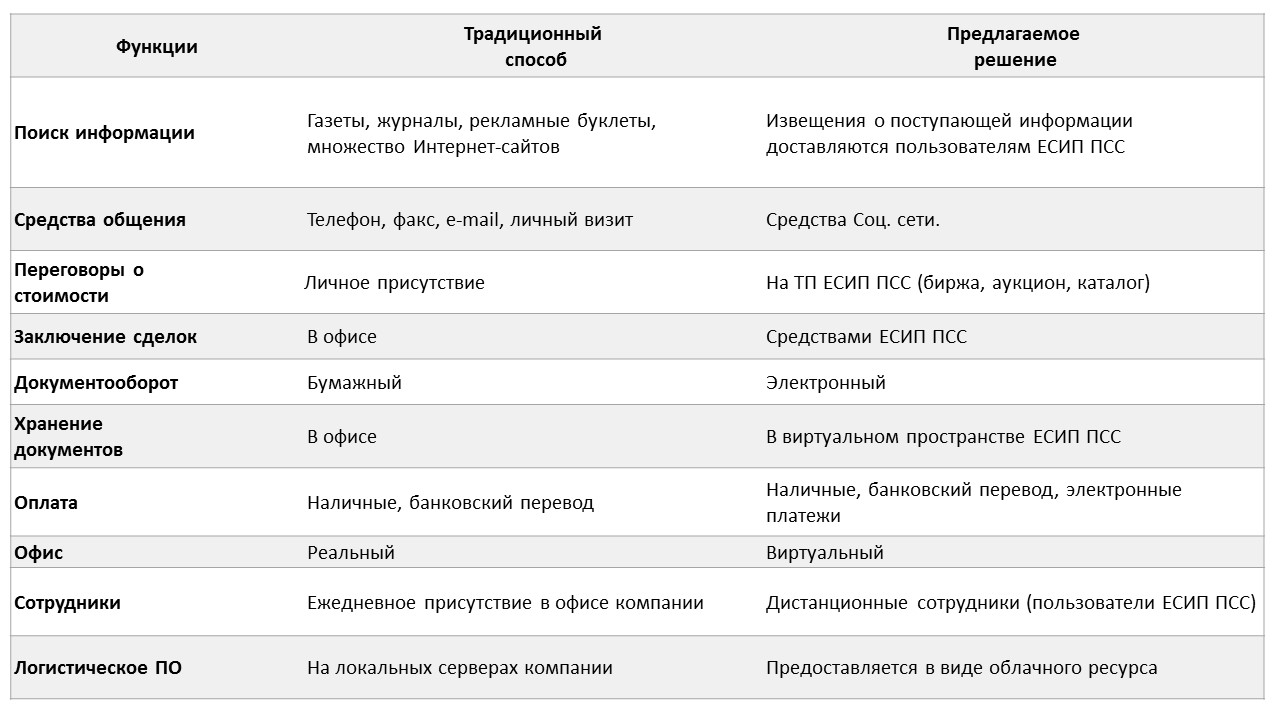 Функции
Традиционный
способ
Предлагаемое
решение
Поиск информации
Газеты, журналы, рекламные буклеты,
множество Интернет-сайтов
Извещения о поступающей информации
доставляются пользователям ЕСИП ПСС
Средства общения
Телефон, факс, e-mail, личный визит
Средства Соц. сети.
Переговоры о
стоимости
Личное присутствие
На ТП ЕСИП ПСС (биржа, аукцион, каталог)
Заключение сделок
В офисе
Средствами ЕСИП ПСС
Документооборот
Бумажный
Электронный
Хранение
документов
В офисе
В виртуальном пространстве ЕСИП ПСС
Оплата
Наличные, банковский перевод
Наличные, банковский перевод, электронные
платежи
Офис
Реальный
Виртуальный
Сотрудники
Ежедневное присутствие в офисе компании
Дистанционные сотрудники (пользователи ЕСИП ПСС)
Логистическое ПО
На локальных серверах компании
Предоставляется в виде облачного ресурса